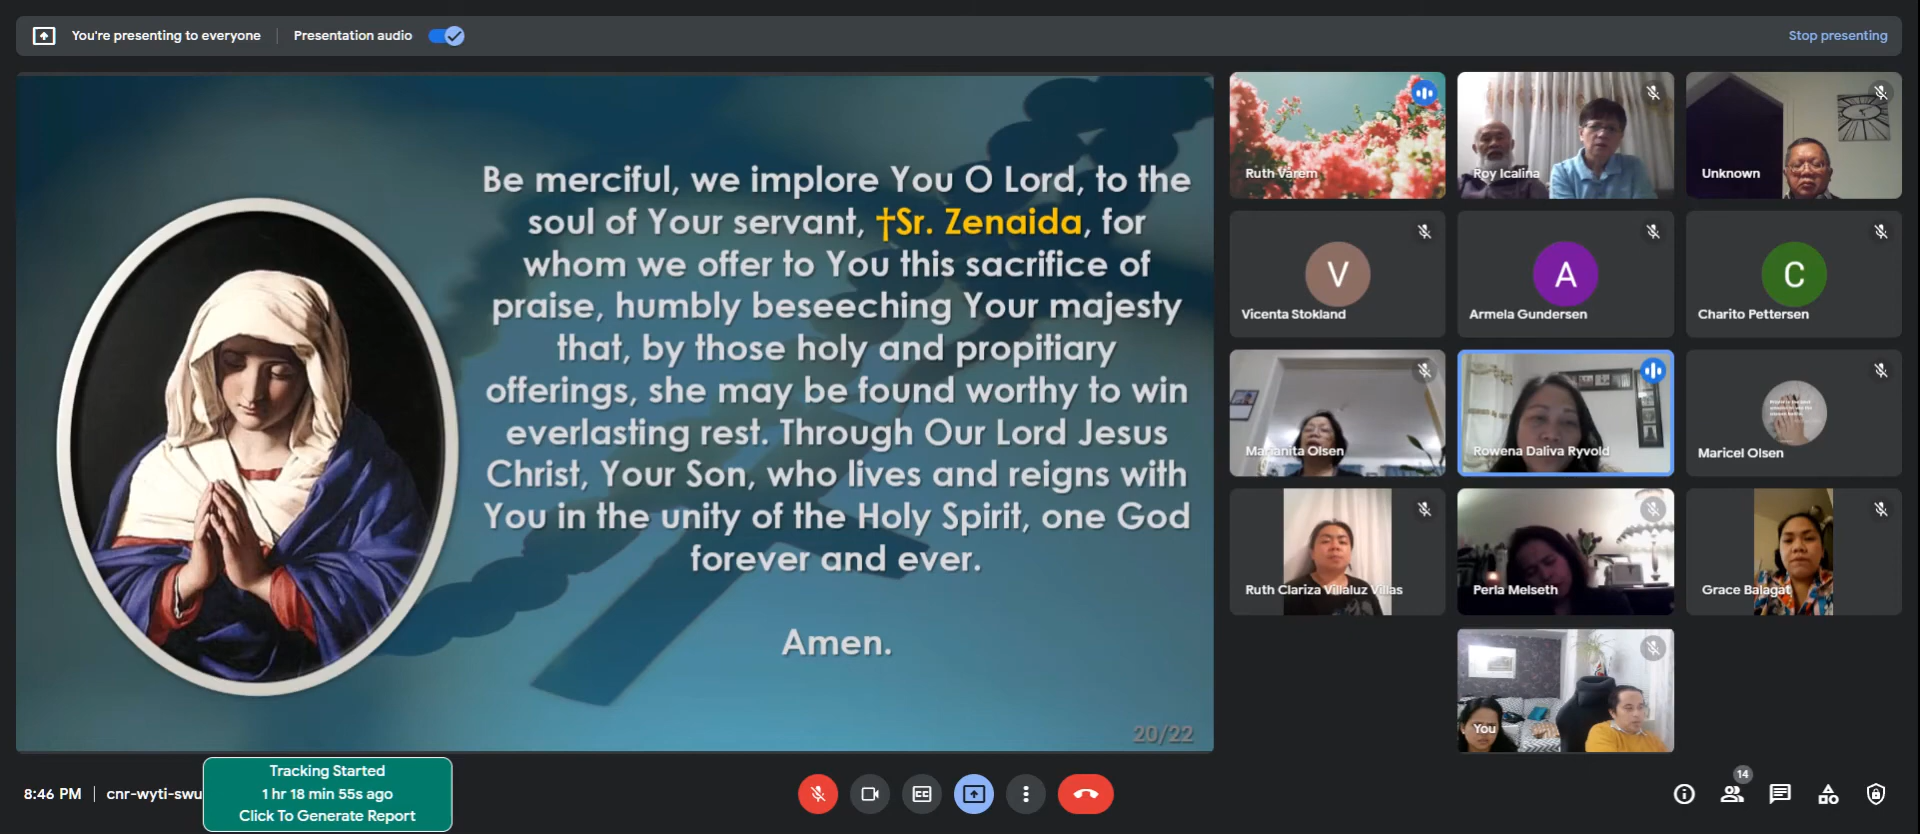 You're presenting to everyone
Presentation audio
Stop presenting
Be merciful, we implore You O Lord, to the
soul of Your servant, †Sr. Zenaida, for
whom we offer to You this sacrifice of
praise, humbly beseeching Your majesty
that, by those holy and propitiary
offerings, she may be found worthy to win
everlasting rest. Through Our Lord Jesus
Christ, Your Son, who lives and reigns with
You in the unity of the Holy Spirit, one God
forever and ever.
Amen.
20/22
Ruth Varem
Roy Icalina
Unknown
V
Vicenta Stokland
A
Armela Gundersen
C
Charito Pettersen
Marianita Olsen
Rowena Daliva Ryvold
Maricel Olsen
Ruth Clariza Villaluz Villas
Perla Melseth
Grace Balagat
You
8:46 PM
cnr-wyti-swu
Tracking Started
1 hr 18 min 55s ago
Click To Generate Report
14